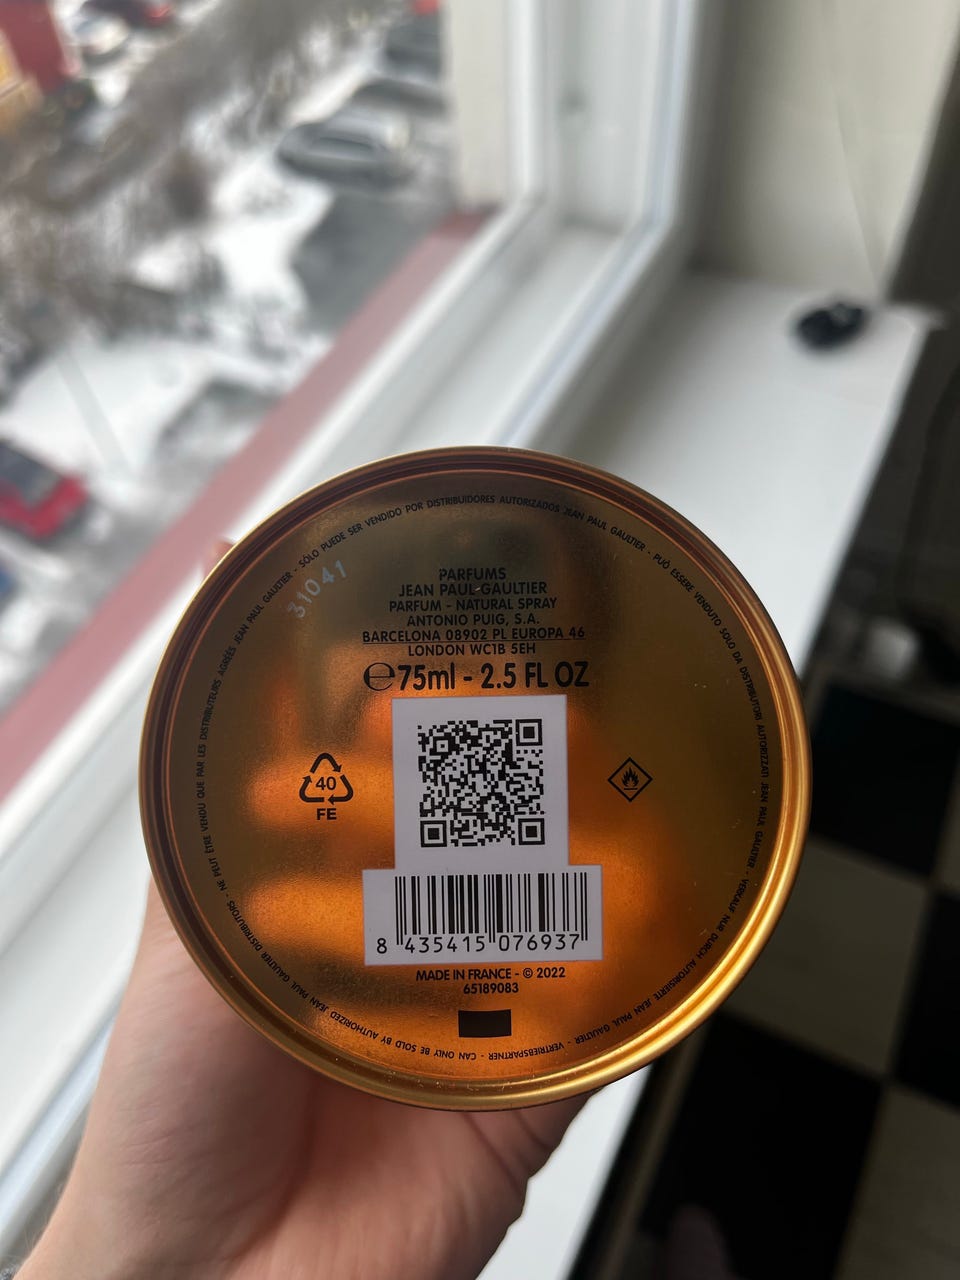 SÓLO PUEDE SER VENDIDO POR DISTRIBUIDORES AUTORIZADOS JEAN PAUL GAULTIER - PUÒ ESSERE VENDUTO SOLO DA DISTRIBUTORI AUTORIZZATI JEAN PAUL GAULTIER - VERKAUF NUR DURCH AUTORISIERTE JEAN PAUL GAULTIER - VERTRIEBSPARTNER - CAN ONLY BE SOLD BY AUTHORIZED JEAN PAUL GAULTIER DISTRIBUTORS - NE PEUT ÊTRE VENDU QUE PAR LES DISTRIBUTEURS AGRÉÉS JEAN PAUL GAULTIER -
31041
PARFUMS
JEAN PAUL GAULTIER
PARFUM - NATURAL SPRAY
ANTONIO PUIG, S.A.
BARCELONA 08902 PL EUROPA 46
LONDON WC1B 5EH
℮75ml - 2.5 FL OZ
40
FE
8 435415 076937
MADE IN FRANCE - © 2022
65189083